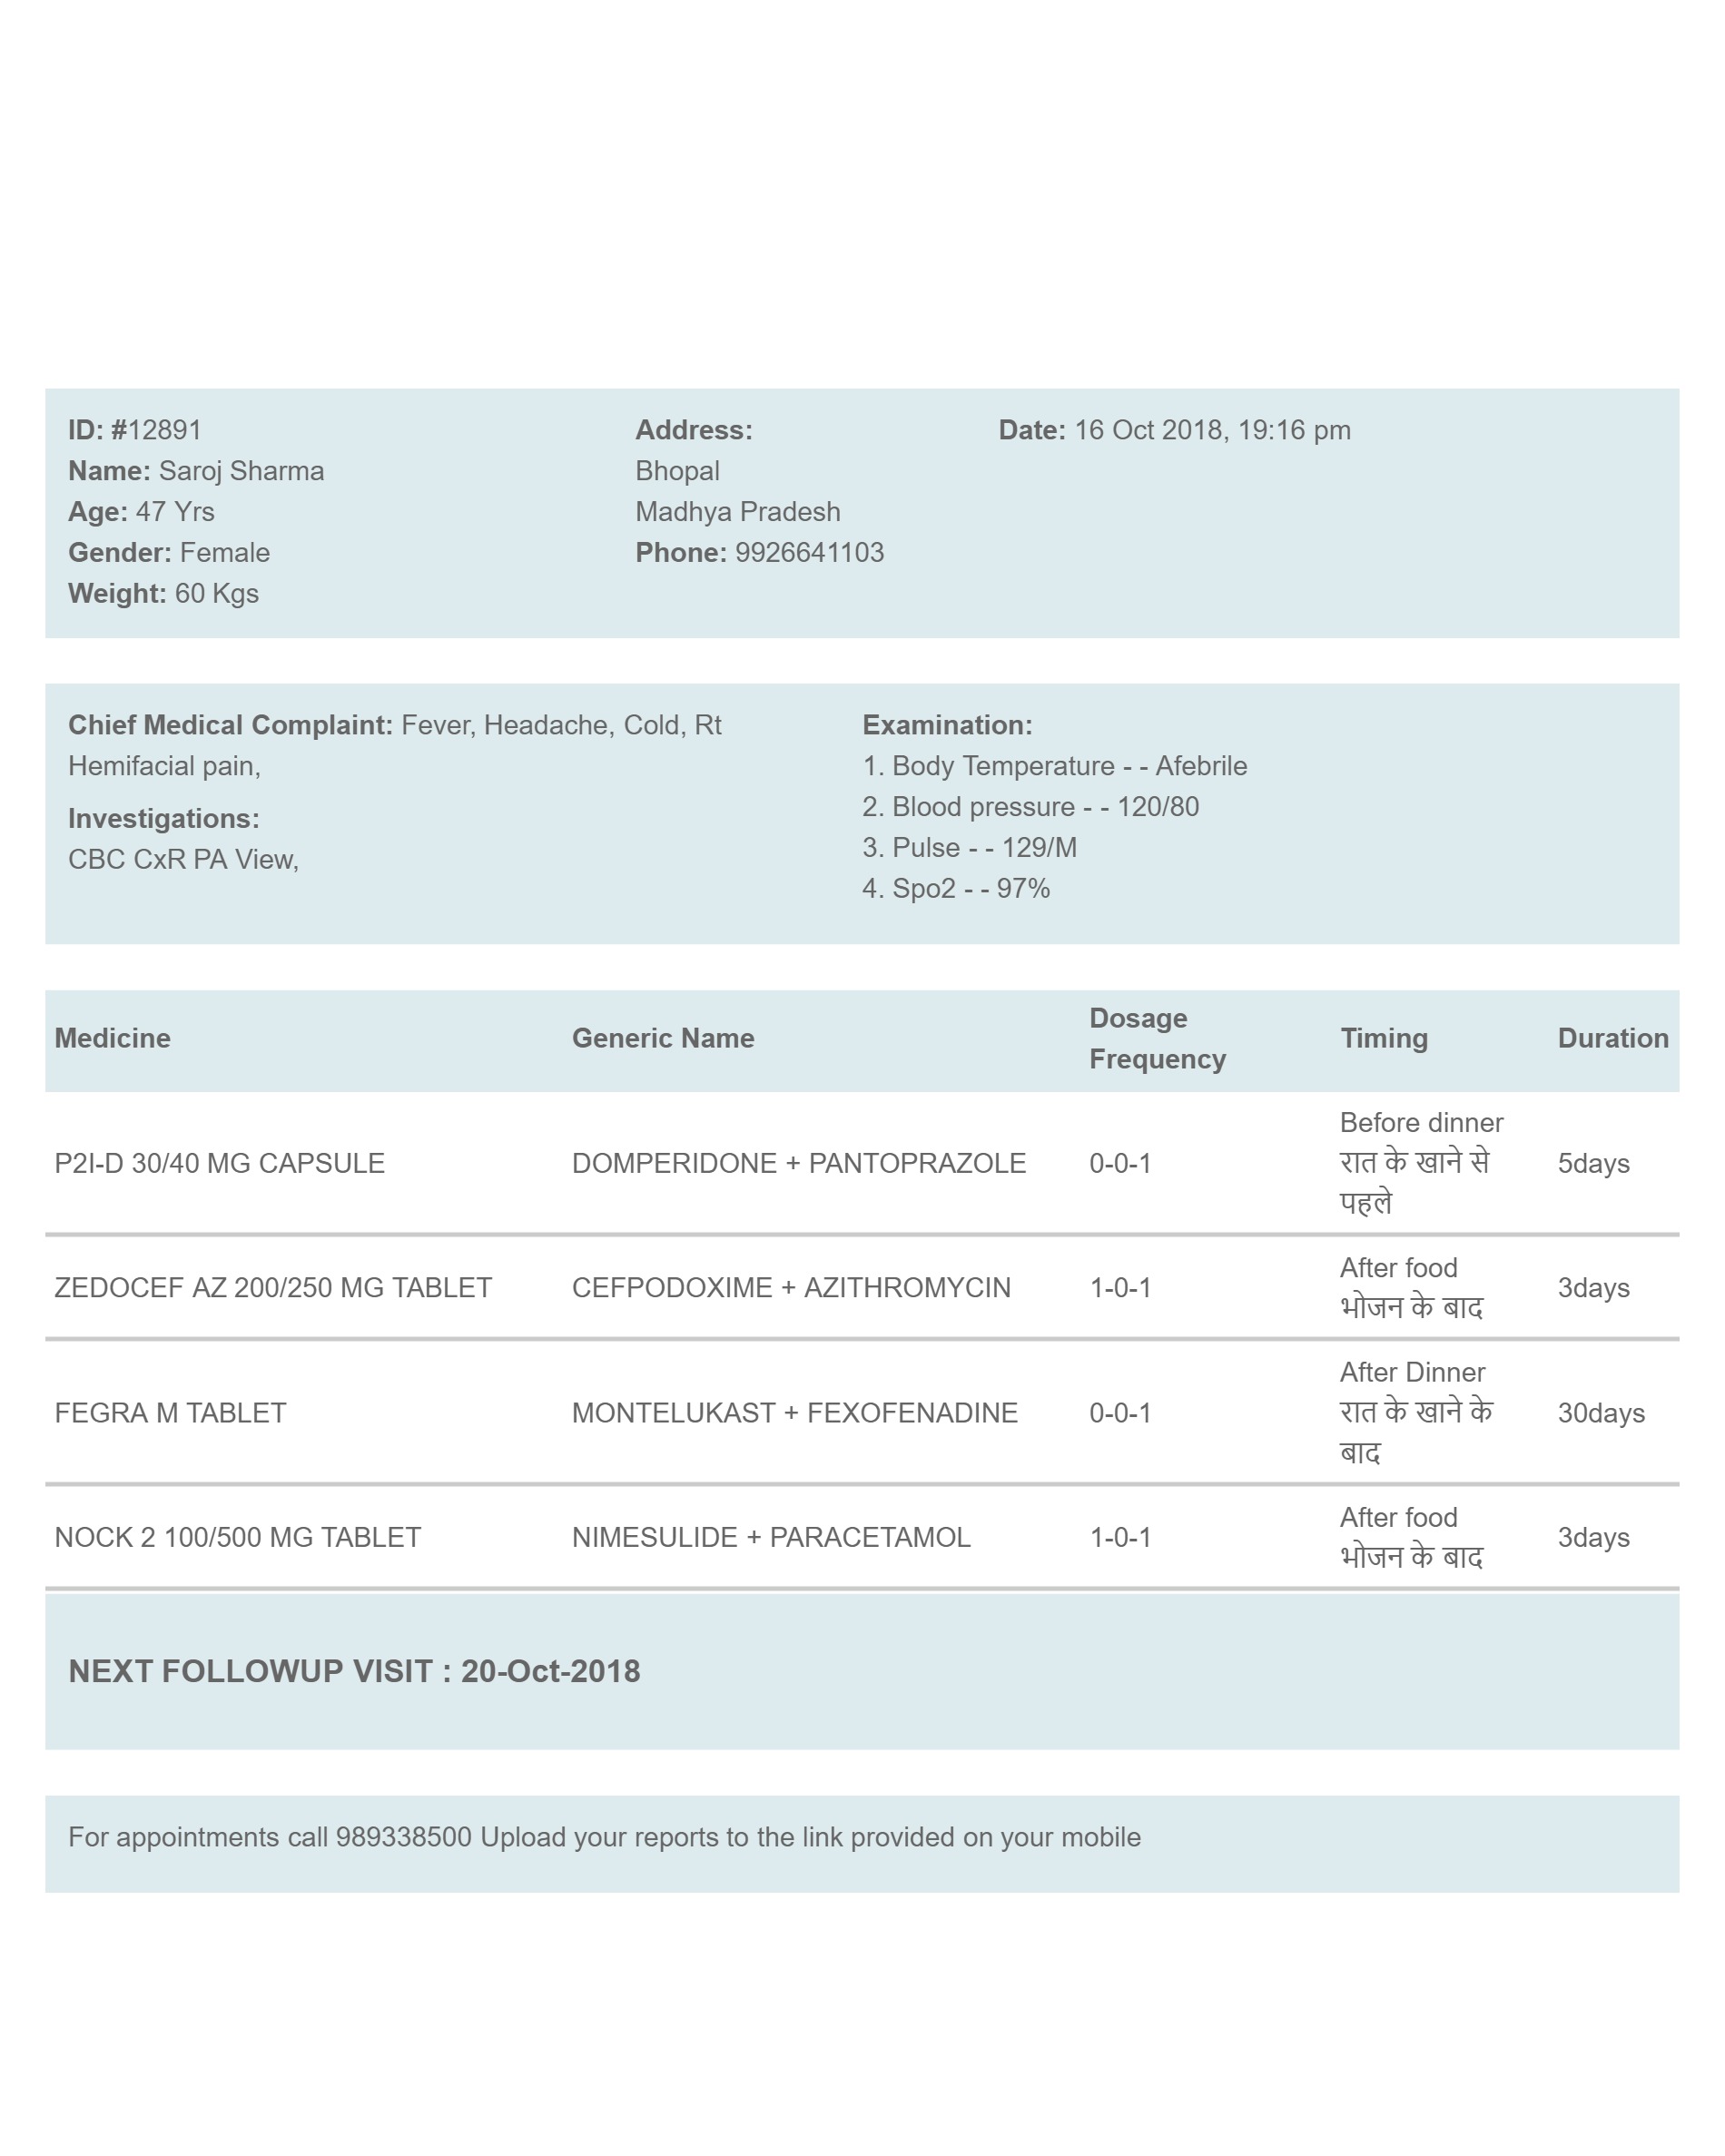 ID: #12891
Name: Saroj Sharma
Age: 47 Yrs
Gender: Female
Weight: 60 Kgs
Address:
Bhopal
Madhya Pradesh
Phone: 9926641103
Date: 16 Oct 2018, 19:16 pm
Chief Medical Complaint: Fever, Headache, Cold, Rt
Hemifacial pain,
Investigations:
CBC CxR PA View,
Examination:
1. Body Temperature - - Afebrile
2. Blood pressure - - 120/80
3. Pulse - - 129/M
4. Spo2 - - 97%
Medicine Generic Name Dosage Frequency Timing Duration
P2I-D 30/40 MG CAPSULE DOMPERIDONE + PANTOPRAZOLE 0-0-1 Before dinner
रात के खाने से
पहले
5days
ZEDOCEF AZ 200/250 MG TABLET CEFPODOXIME + AZITHROMYCIN 1-0-1 After food
भोजन के बाद
3days
FEGRA M TABLET MONTELUKAST + FEXOFENADINE 0-0-1 After Dinner
रात के खाने के
बाद
30days
NOCK 2 100/500 MG TABLET NIMESULIDE + PARACETAMOL 1-0-1 After food
भोजन के बाद
3days
NEXT FOLLOWUP VISIT : 20-Oct-2018
For appointments call 989338500 Upload your reports to the link provided on your mobile